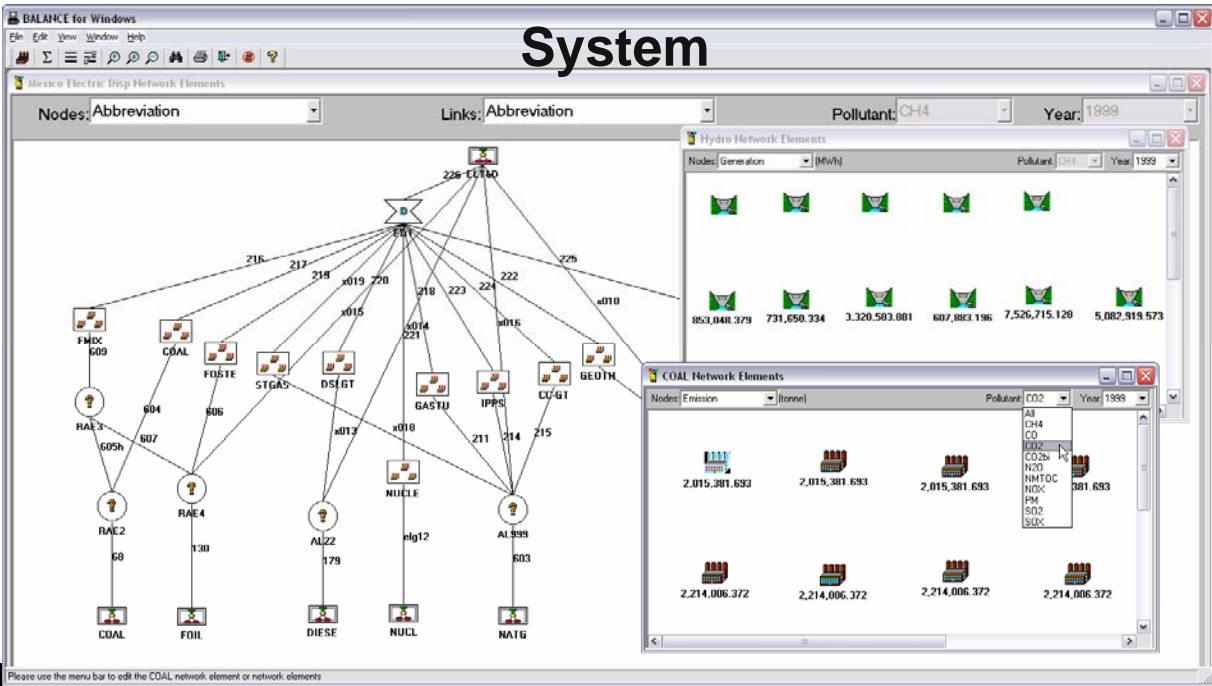 BALANCE for Windows
File Edit View Window Help
System
Mexico Electric Disp Network Elements
Nodes: Abbreviation Links: Abbreviation Pollutant: CH4 Year: 1999
Hydro Network Elements
Nodes: Generation (MWh) Pollutant: CH4 Year: 1999
226 ELT&D
D
216
217
219
x019
220
225
222
218
223
224
x018
x015
x014
221
x016
853,048.379 731,650.334 3,320,583.881 607,883.196 7,526,715.128 5,082,919.573
FMIX
609
COAL
FOSTE
STGAS
DSLGT
GASTU
IPPS
CC-GT
GEOTH
COAL Network Elements
Nodes: Emission (tonne) Pollutant: CO2 Year: 1999
All
CH4
CO
CO2
CO2bi
N2O
NMTOC
NOX
PM
SO2
SOX
RAE3
604
606
607
605h
x013
x010
211
214
215
2,015,381.693 2,015,381.693 2,015,381.693 381.693
NUCLE
RAE2
RAE4
AL22
AL999
68
130
179
elg12
603
2,214,006.372 2,214,006.372 2,214,006.372 2,214,006.372
COAL FOIL DIESE NUCL NATG
Please use the menu bar to edit the COAL network element or network elements